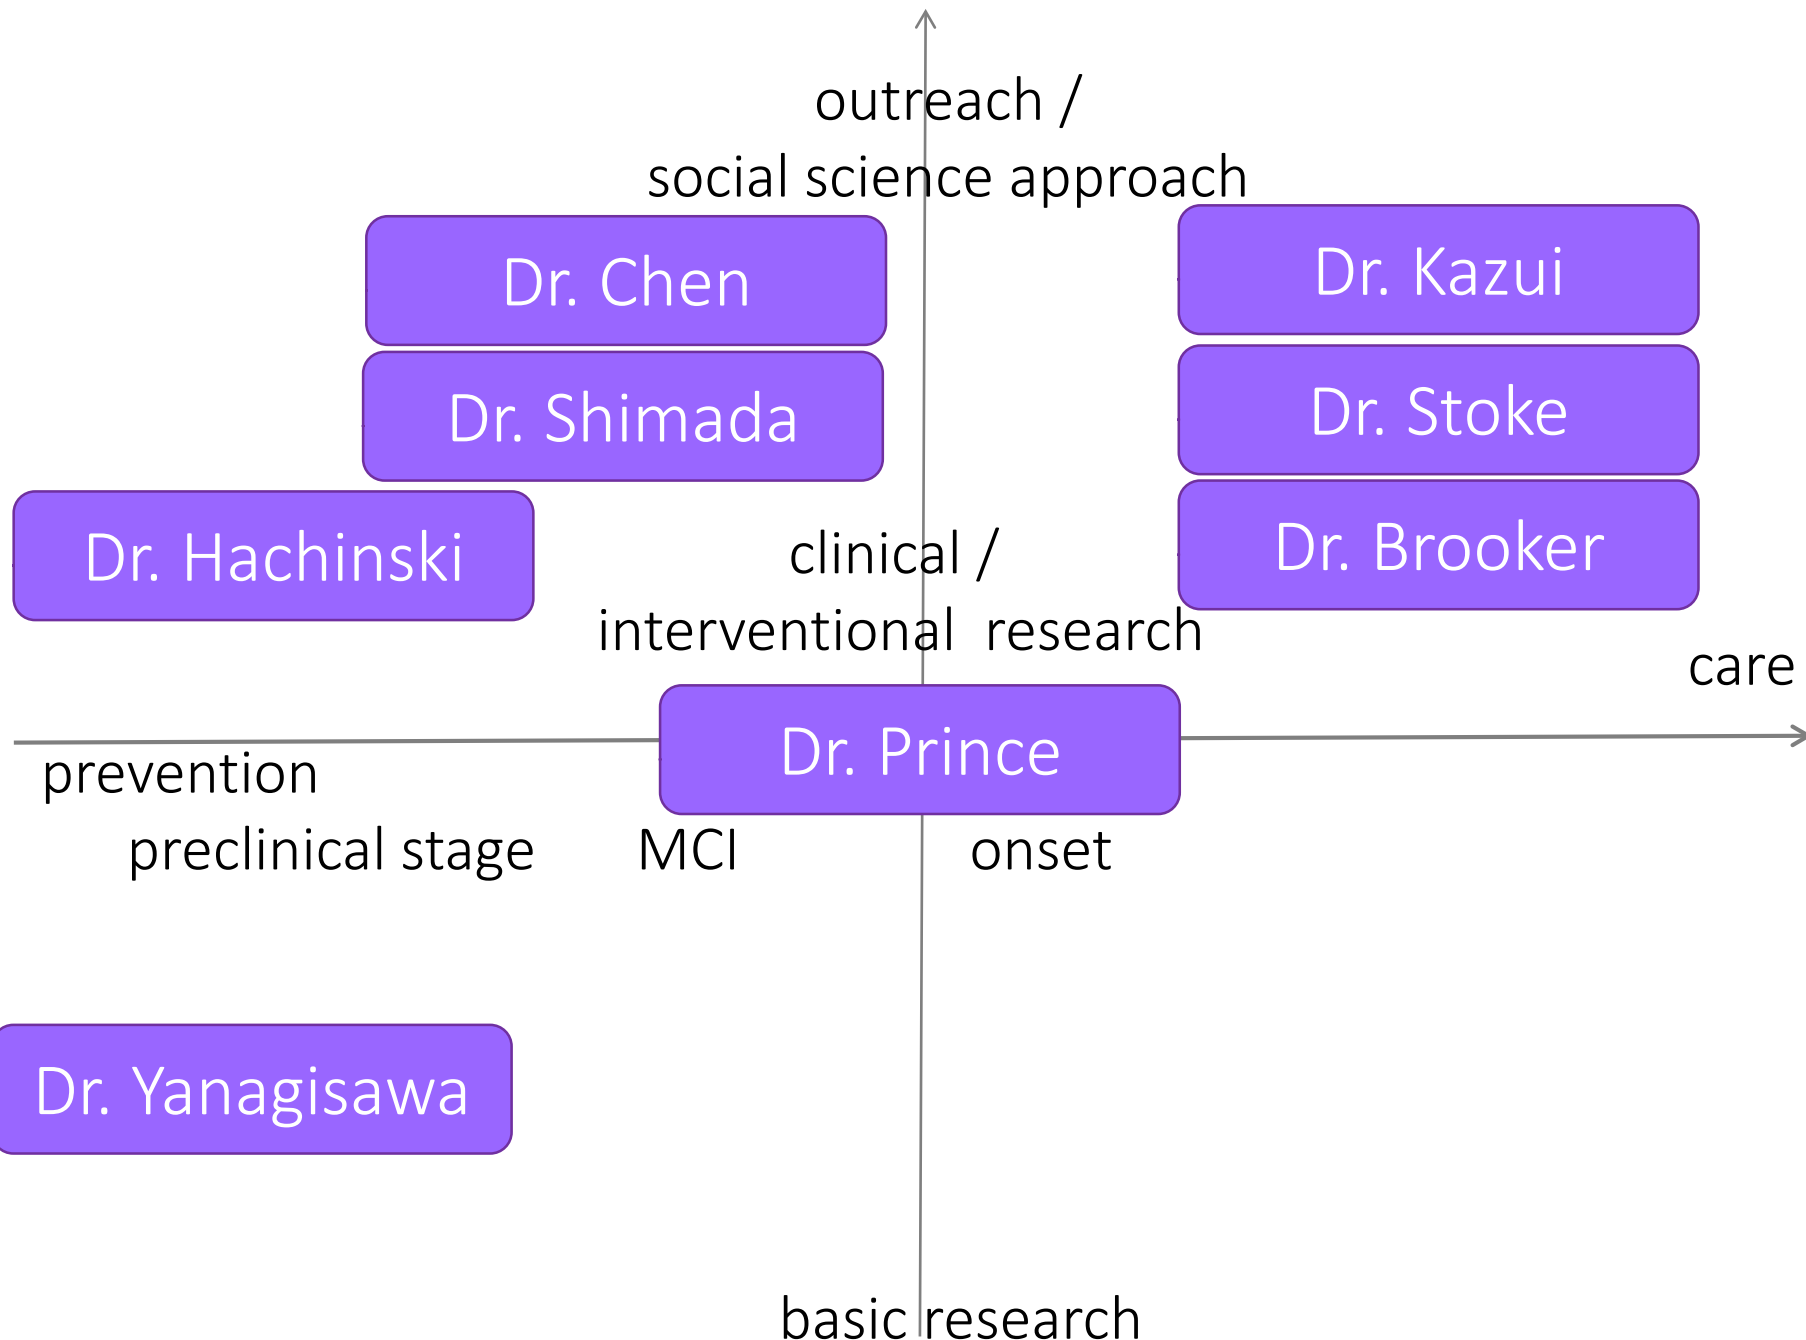 outreach /
social science approach
Dr. Chen
Dr. Kazui
Dr. Shimada
Dr. Stoke
Dr. Hachinski
clinical /
interventional  research
Dr. Brooker
care
Dr. Prince
prevention
preclinical stage
MCI
onset
Dr. Yanagisawa
basic research